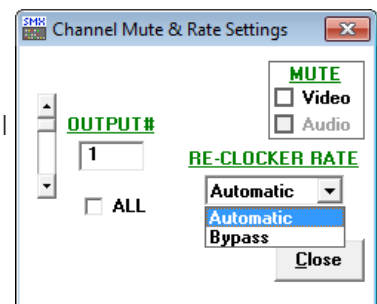 SMX
Channel Mute & Rate Settings
MUTE
Video
Audio
OUTPUT#
1
ALL
RE-CLOCKER RATE
Automatic
Automatic
Bypass
Close